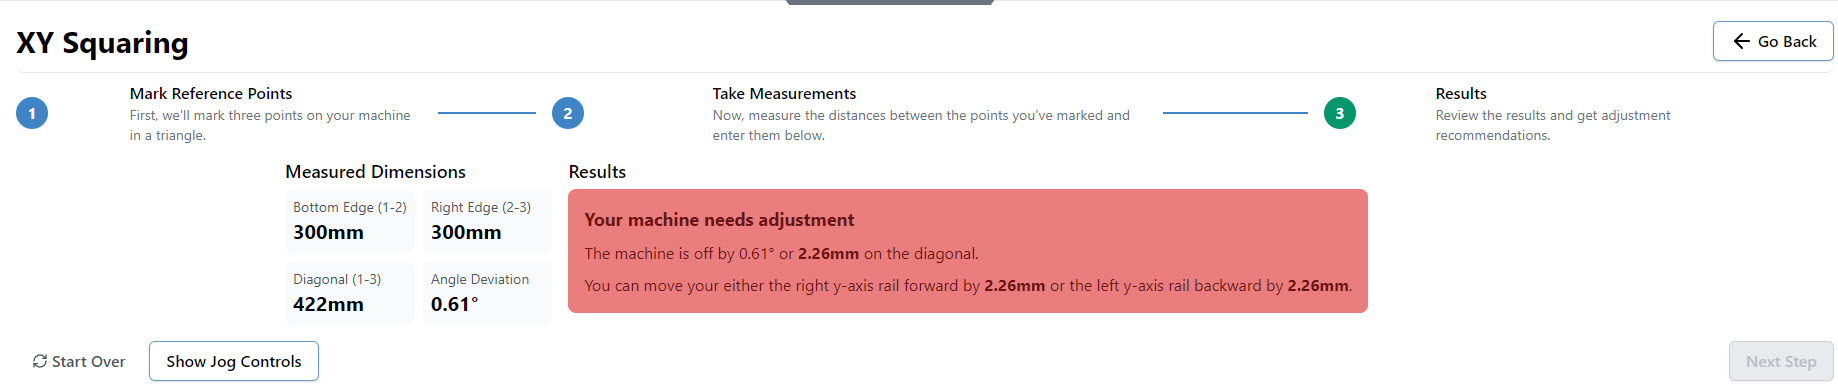 XY Squaring
Go Back
1
Mark Reference Points
First, we'll mark three points on your machine
in a triangle.
2
Take Measurements
Now, measure the distances between the points you've marked and
enter them below.
3
Results
Review the results and get adjustment
recommendations.
Measured Dimensions
Bottom Edge (1-2)
300mm
Right Edge (2-3)
300mm
Diagonal (1-3)
422mm
Angle Deviation
0.61°
Results
Your machine needs adjustment
The machine is off by 0.61° or 2.26mm on the diagonal.
You can move your either the right y-axis rail forward by 2.26mm or the left y-axis rail backward by 2.26mm.
Start Over
Show Jog Controls
Next Step